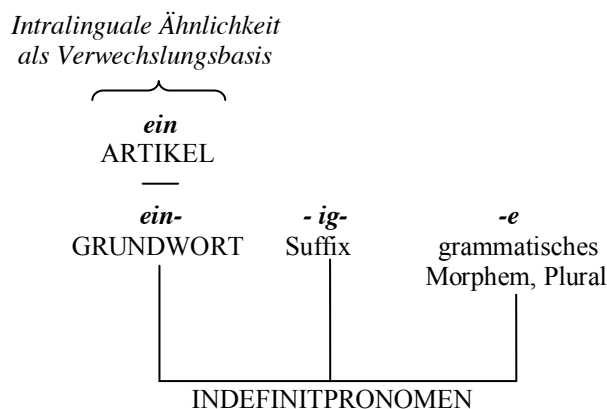 Intralinguale Ähnlichkeit
als Verwechslungsbasis
ein
ARTIKEL
ein-
GRUNDWORT
- ig-
Suffix
-e
grammatisches
Morphem, Plural
INDEFINITPRONOMEN